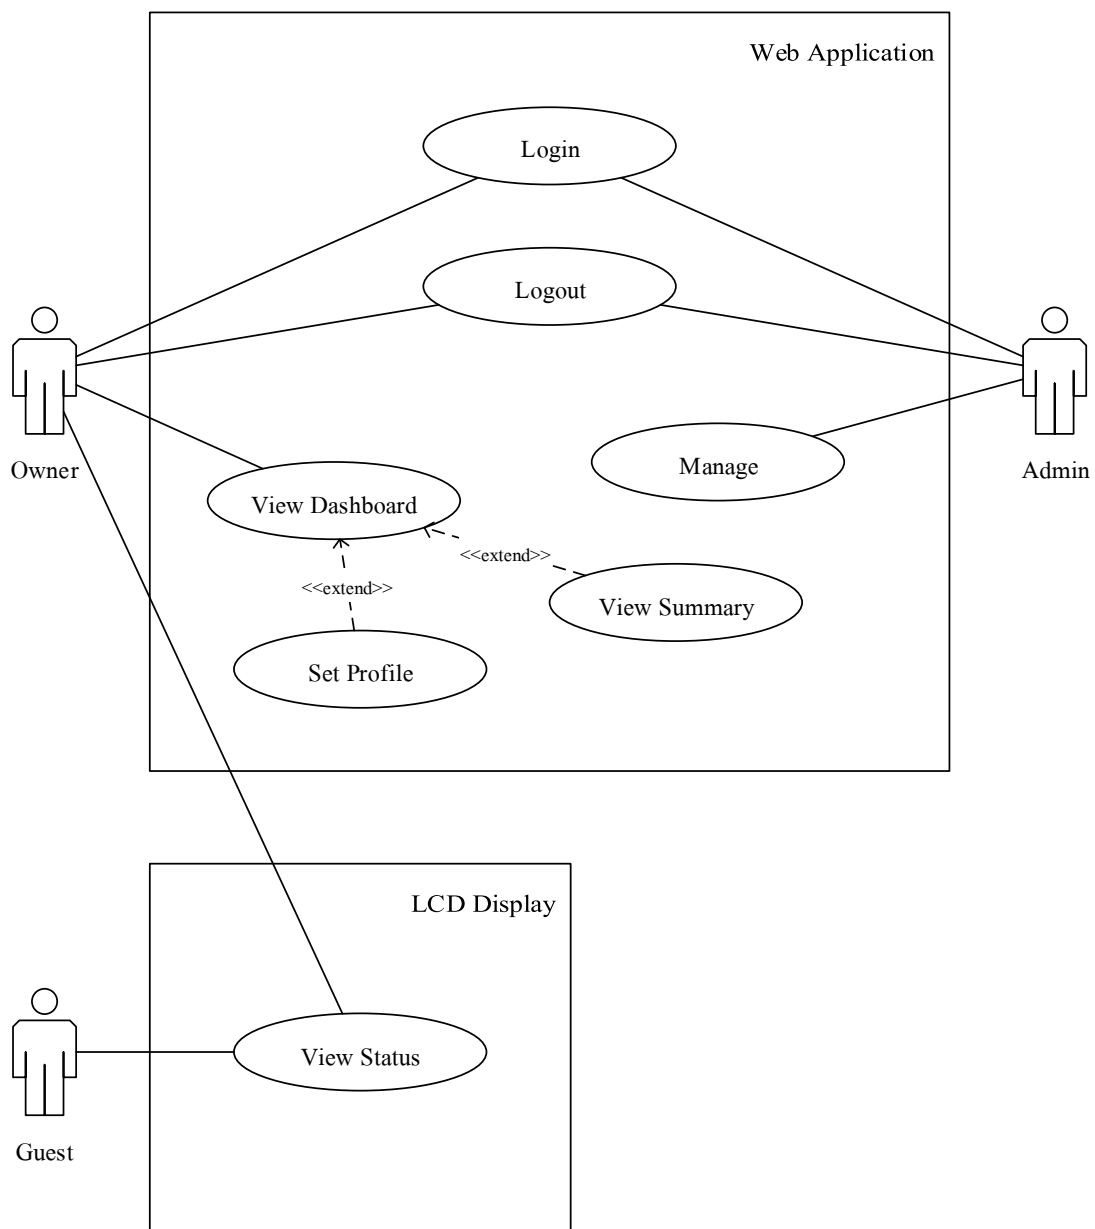 Web Application
Login
Logout
Owner
Admin
Manage
View Dashboard
<<extend>>
<<extend>>
View Summary
Set Profile
LCD Display
View Status
Guest